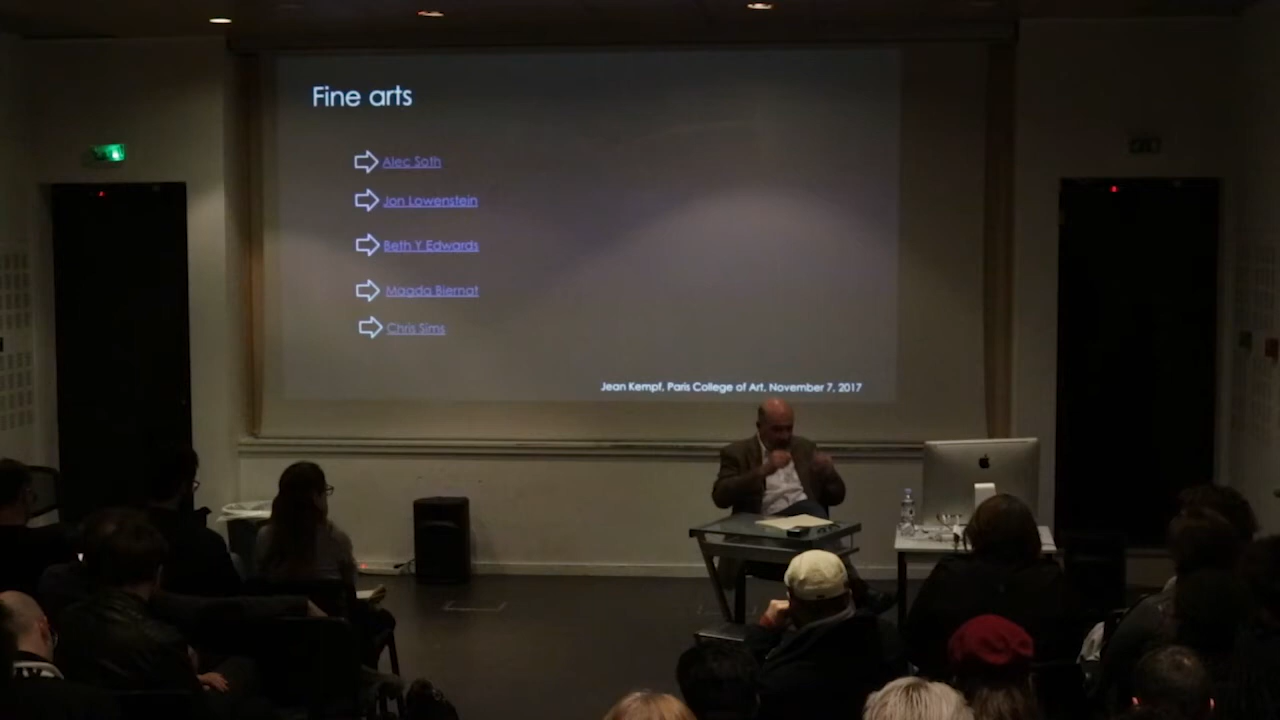 Fine arts
Alec Soth
Jon Lowenstein
Beth Y Edwards
Magda Biernat
Chris Sims
Jean Kempf, Paris College of Art, November 7, 2017